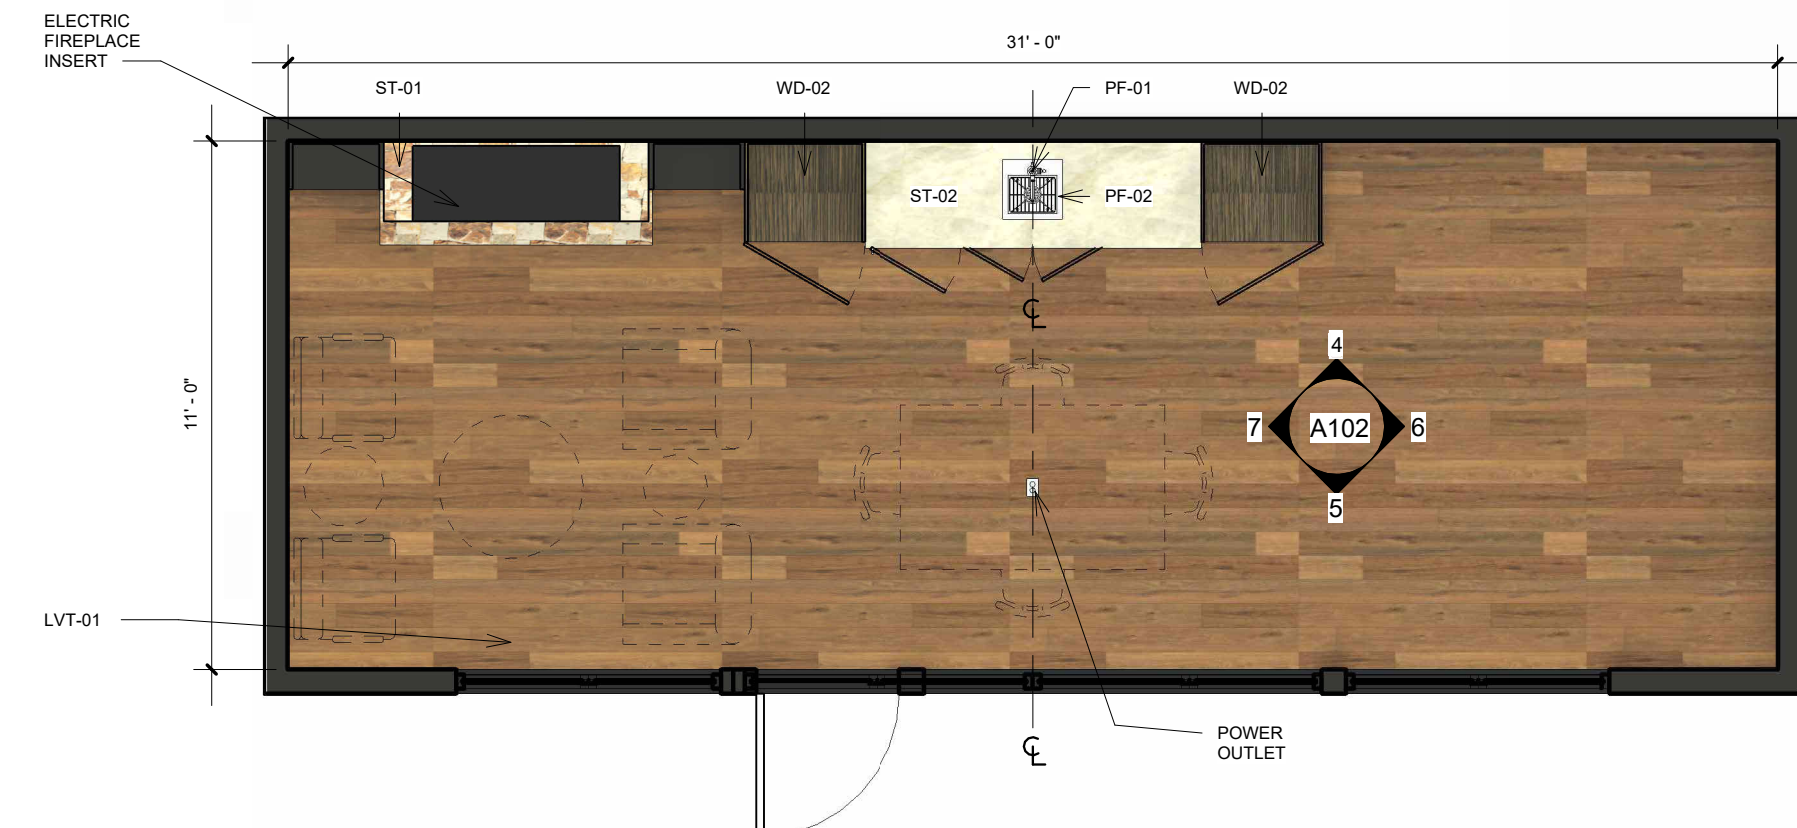 ELECTRIC
FIREPLACE
INSERT
31' - 0"
ST-01
WD-02
PF-01
WD-02
ST-02
PF-02
℄
11' - 0"
4
7
A102
6
5
LVT-01
POWER
OUTLET
℄